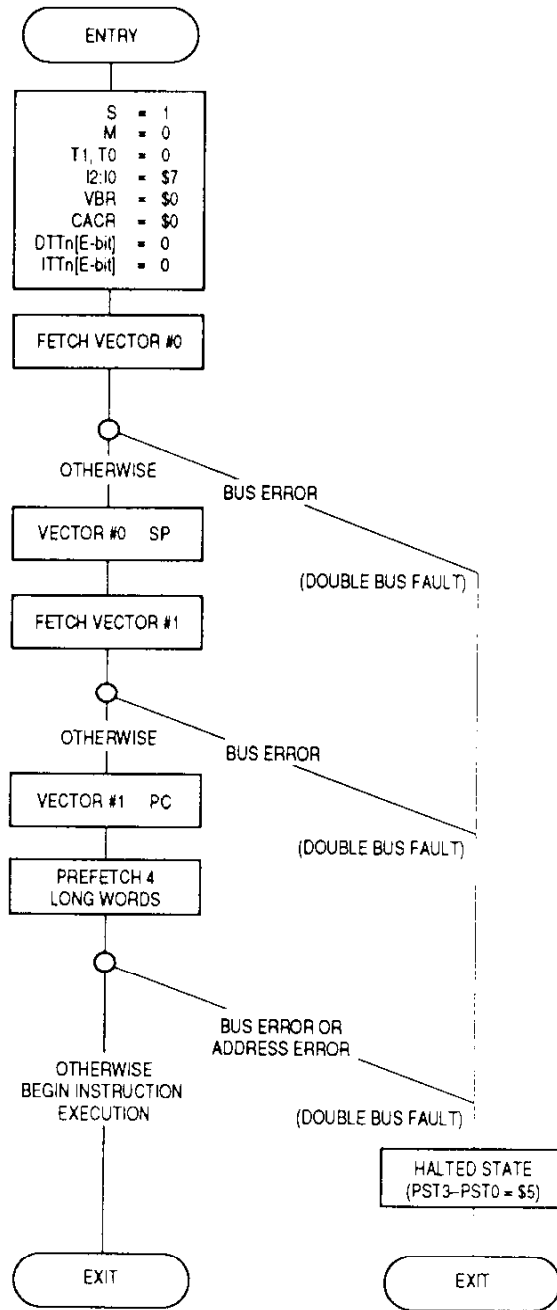 ENTRY
S = 1
M = 0
T1, T0 = 0
I2:I0 = $7
VBR = $0
CACR = $0
DTTn[E-bit] = 0
ITTn[E-bit] = 0
FETCH VECTOR #0
OTHERWISE
BUS ERROR
VECTOR #0 SP
(DOUBLE BUS FAULT)
FETCH VECTOR #1
OTHERWISE
BUS ERROR
VECTOR #1 PC
(DOUBLE BUS FAULT)
PREFETCH 4
LONG WORDS
BUS ERROR OR
ADDRESS ERROR
OTHERWISE
BEGIN INSTRUCTION
EXECUTION
(DOUBLE BUS FAULT)
HALTED STATE
(PST3–PST0 = $5)
EXIT
EXIT